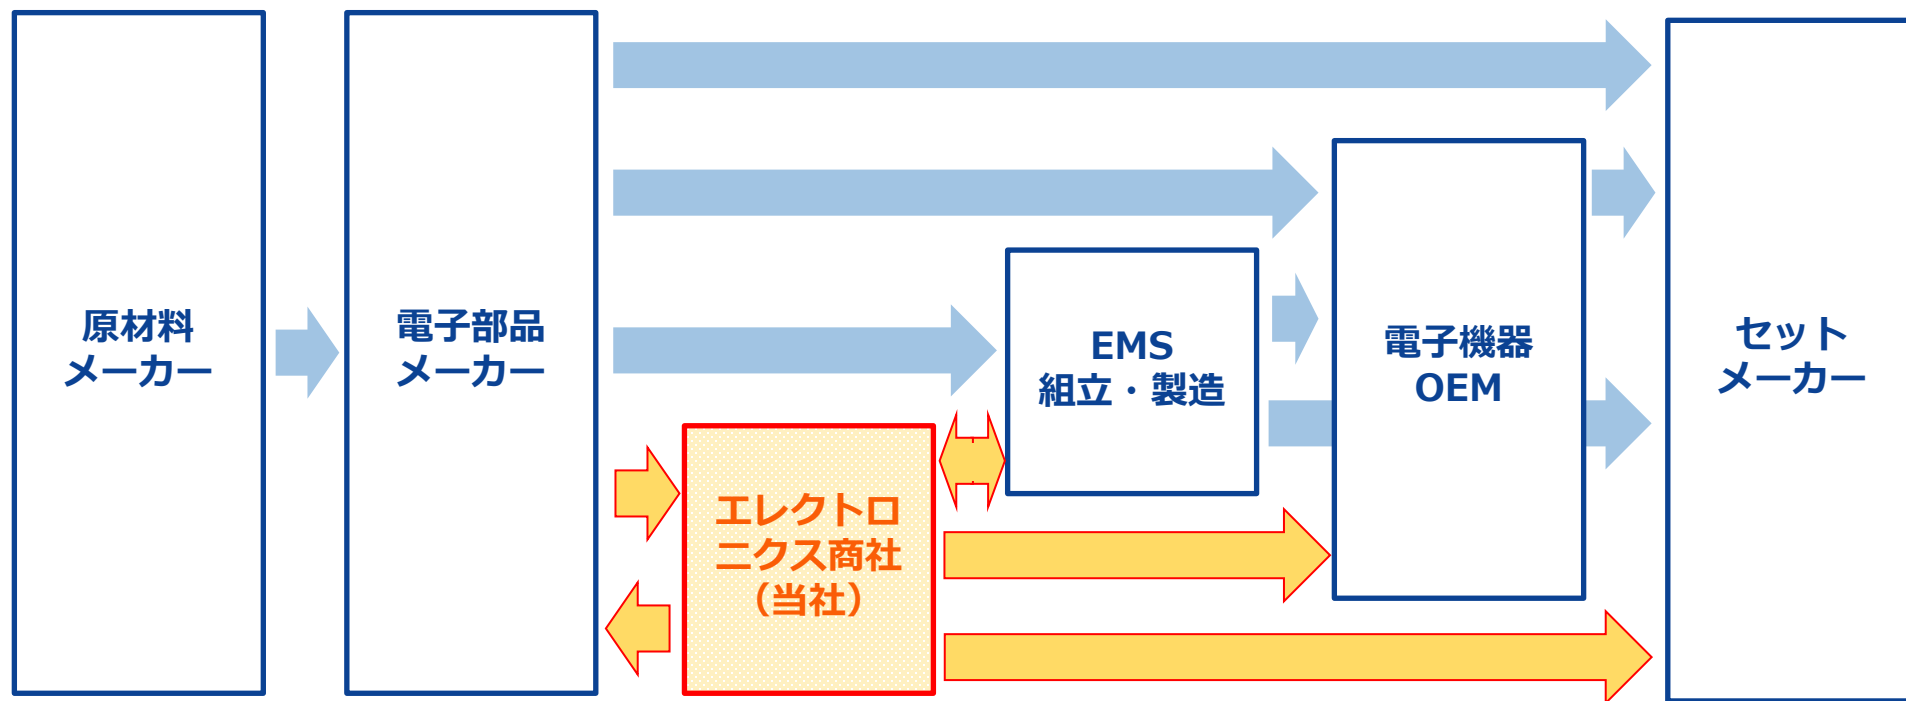 原材料
メーカー
電子部品
メーカー
エレクトロ
ニクス商社
（当社）
EMS
組立・製造
電子機器
OEM
セット
メーカー